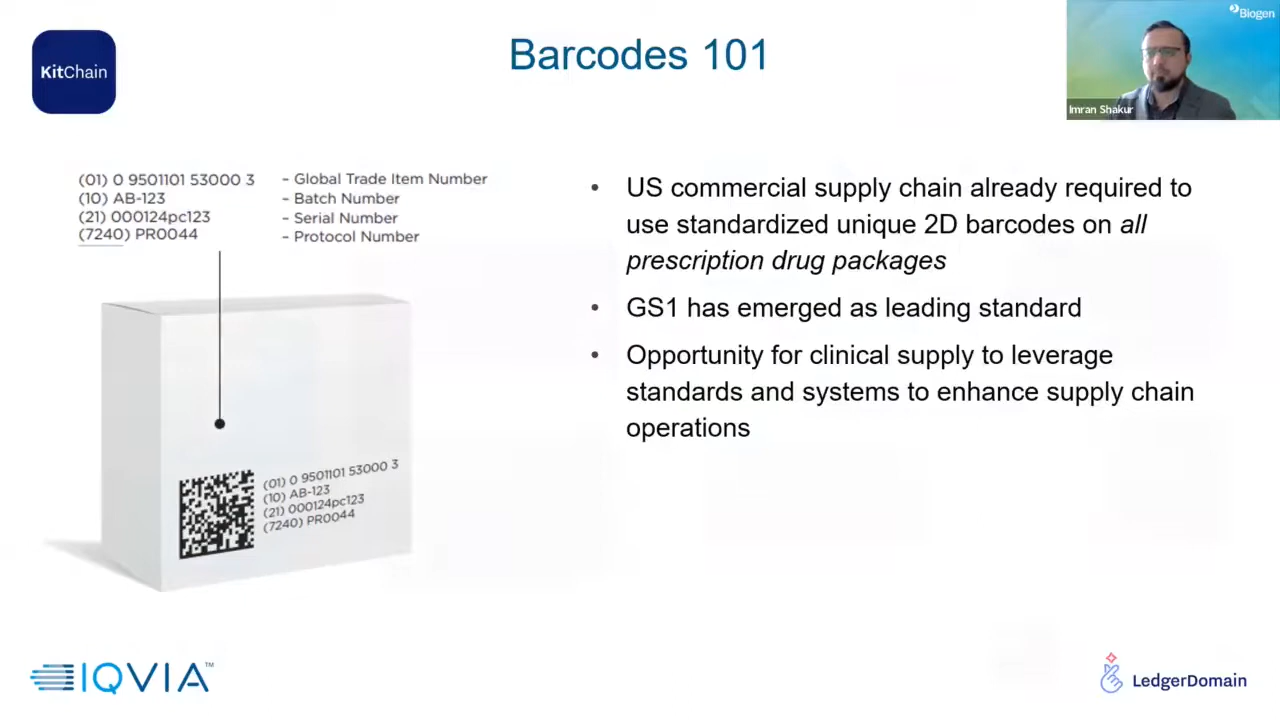 KitChain
Barcodes 101
Biogen
Imran Shakur
(01) 0 9501101 53000 3 – Global Trade Item Number
(10) AB-123 – Batch Number
(21) 000124pc123 – Serial Number
(7240) PR0044 – Protocol Number
(01) 0 9501101 53000 3
(10) AB-123
(21) 000124pc123
(7240) PR0044
• US commercial supply chain already required to
use standardized unique 2D barcodes on all
prescription drug packages
• GS1 has emerged as leading standard
• Opportunity for clinical supply to leverage
standards and systems to enhance supply chain
operations
IQVIA™
LedgerDomain